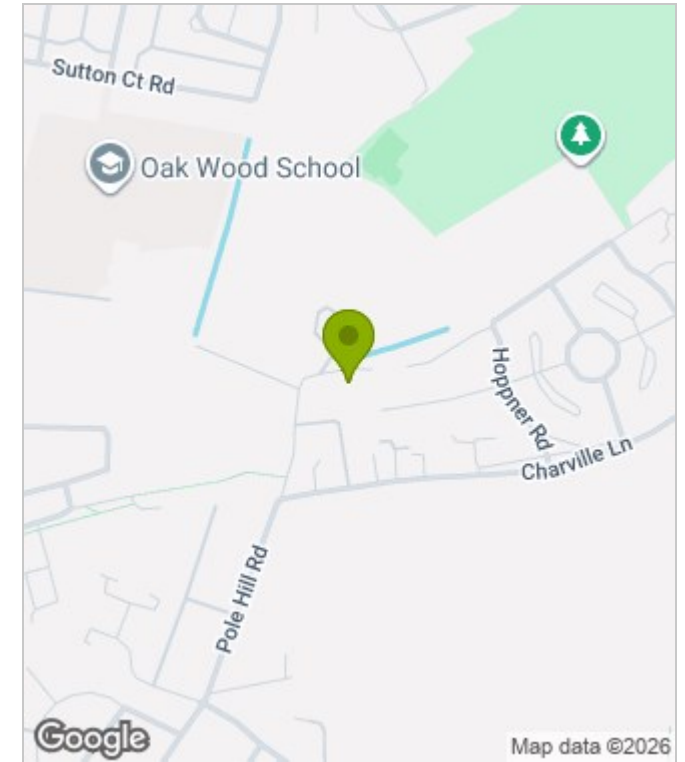 Sutton Ct Rd
Oak Wood School
Hoppner Rd
Charville Ln
Pole Hill Rd
Google
Map data ©2026